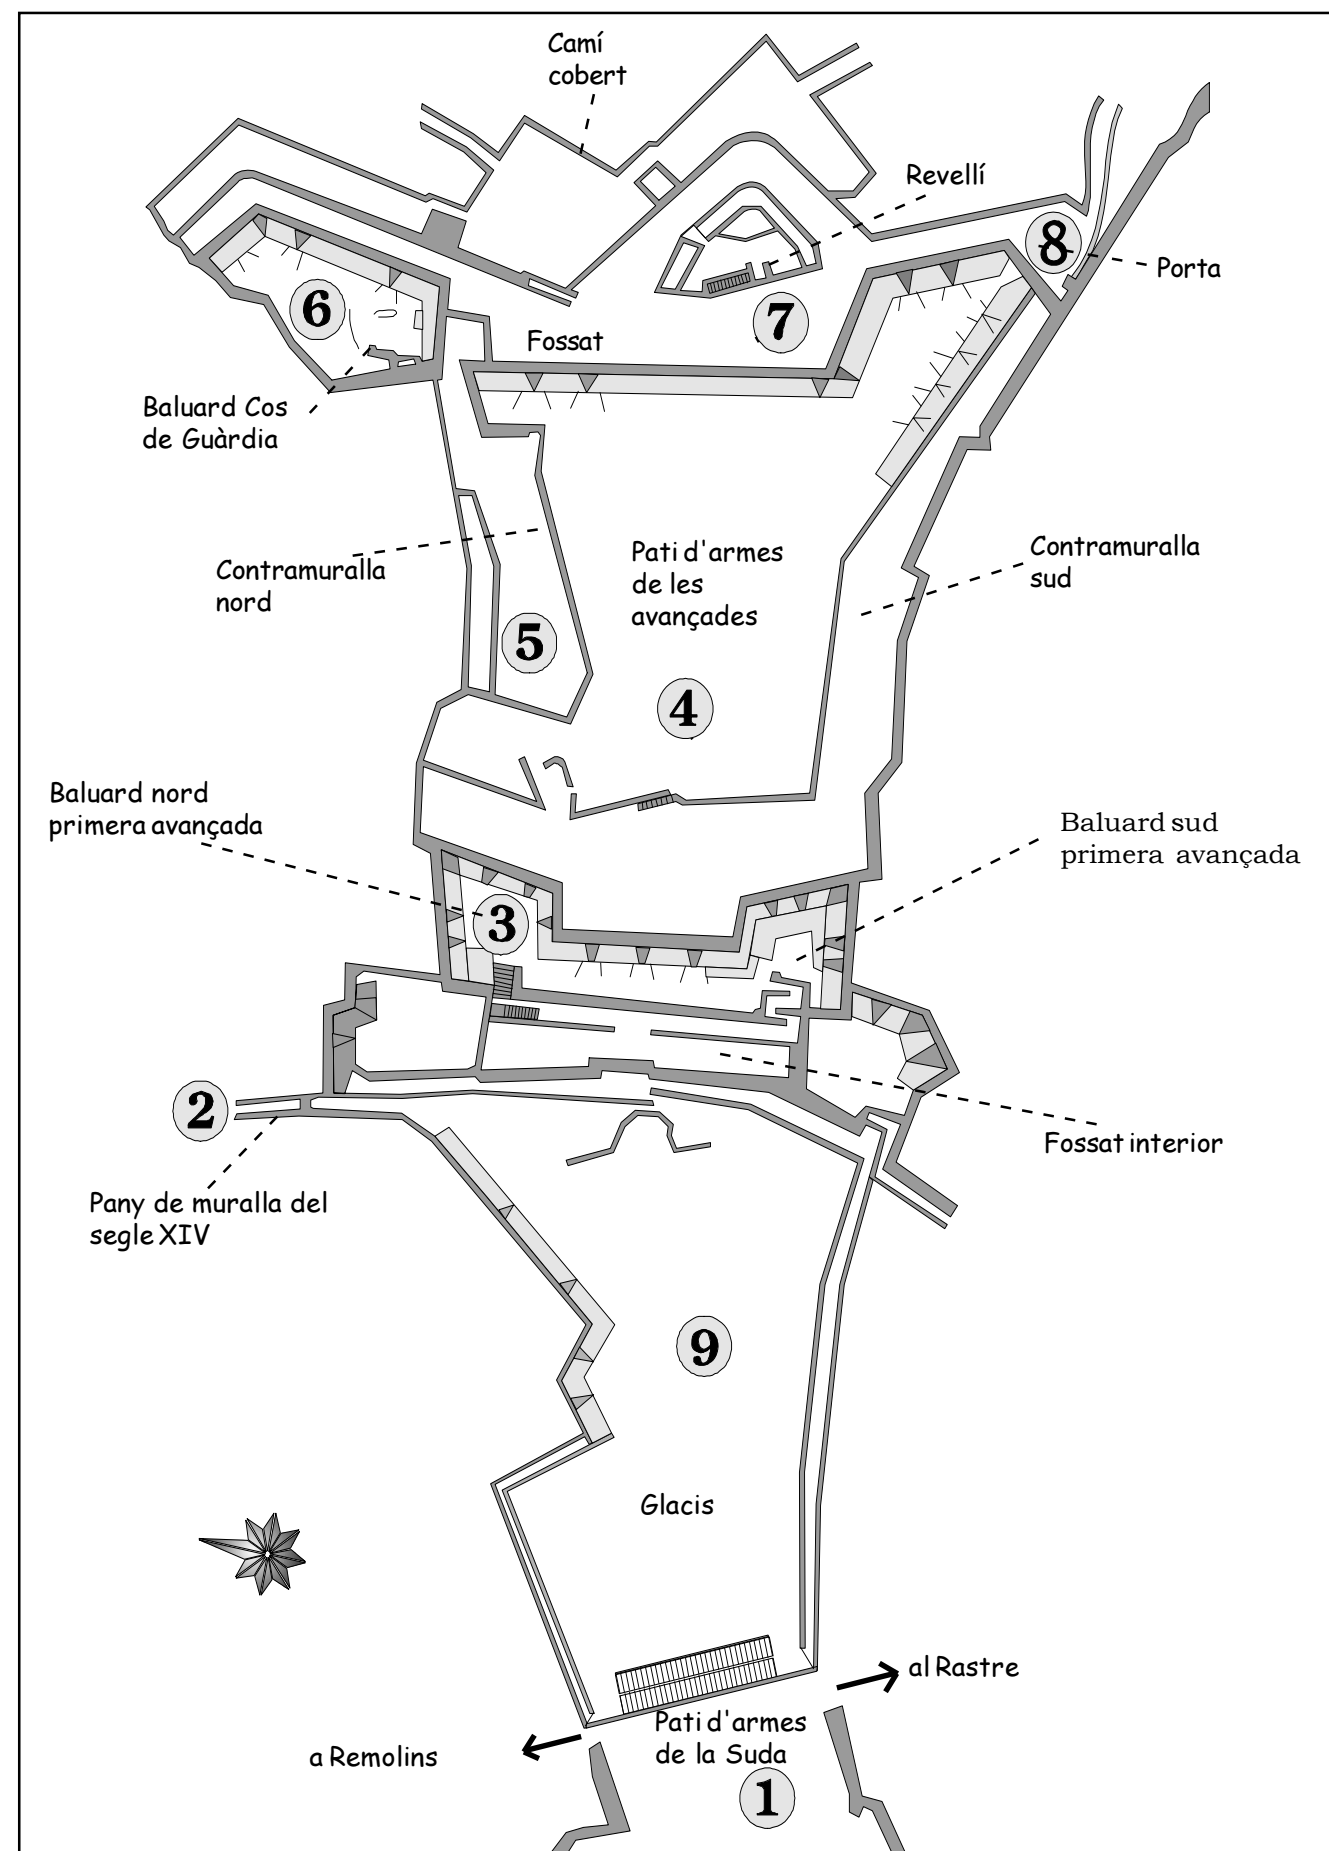 Camí
cobert
Revellí
8
Porta
6
7
Fossat
Baluard Cos
de Guàrdia
Pati d'armes
de les
avançades
Contramuralla
nord
Contramuralla
sud
5
4
Baluard nord
primera avançada
Baluard sud
primera avançada
3
2
Fossat interior
Pany de muralla del
segle XIV
9
Glacis
al Rastre
Pati d'armes
de la Suda
a Remolins
1